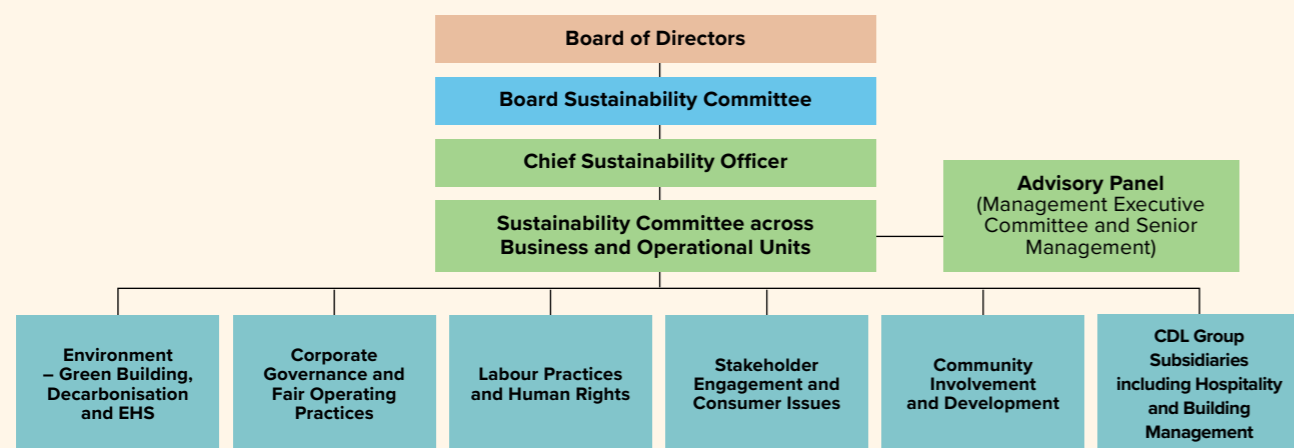 Board of Directors
Board Sustainability Committee
Chief Sustainability Officer
Sustainability Committee across
Business and Operational Units
Advisory Panel
(Management Executive
Committee and Senior
Management)
Environment
– Green Building,
Decarbonisation
and EHS
Corporate
Governance and
Fair Operating
Practices
Labour Practices
and Human Rights
Stakeholder
Engagement and
Consumer Issues
Community
Involvement
and Development
CDL Group
Subsidiaries
including Hospitality
and Building
Management